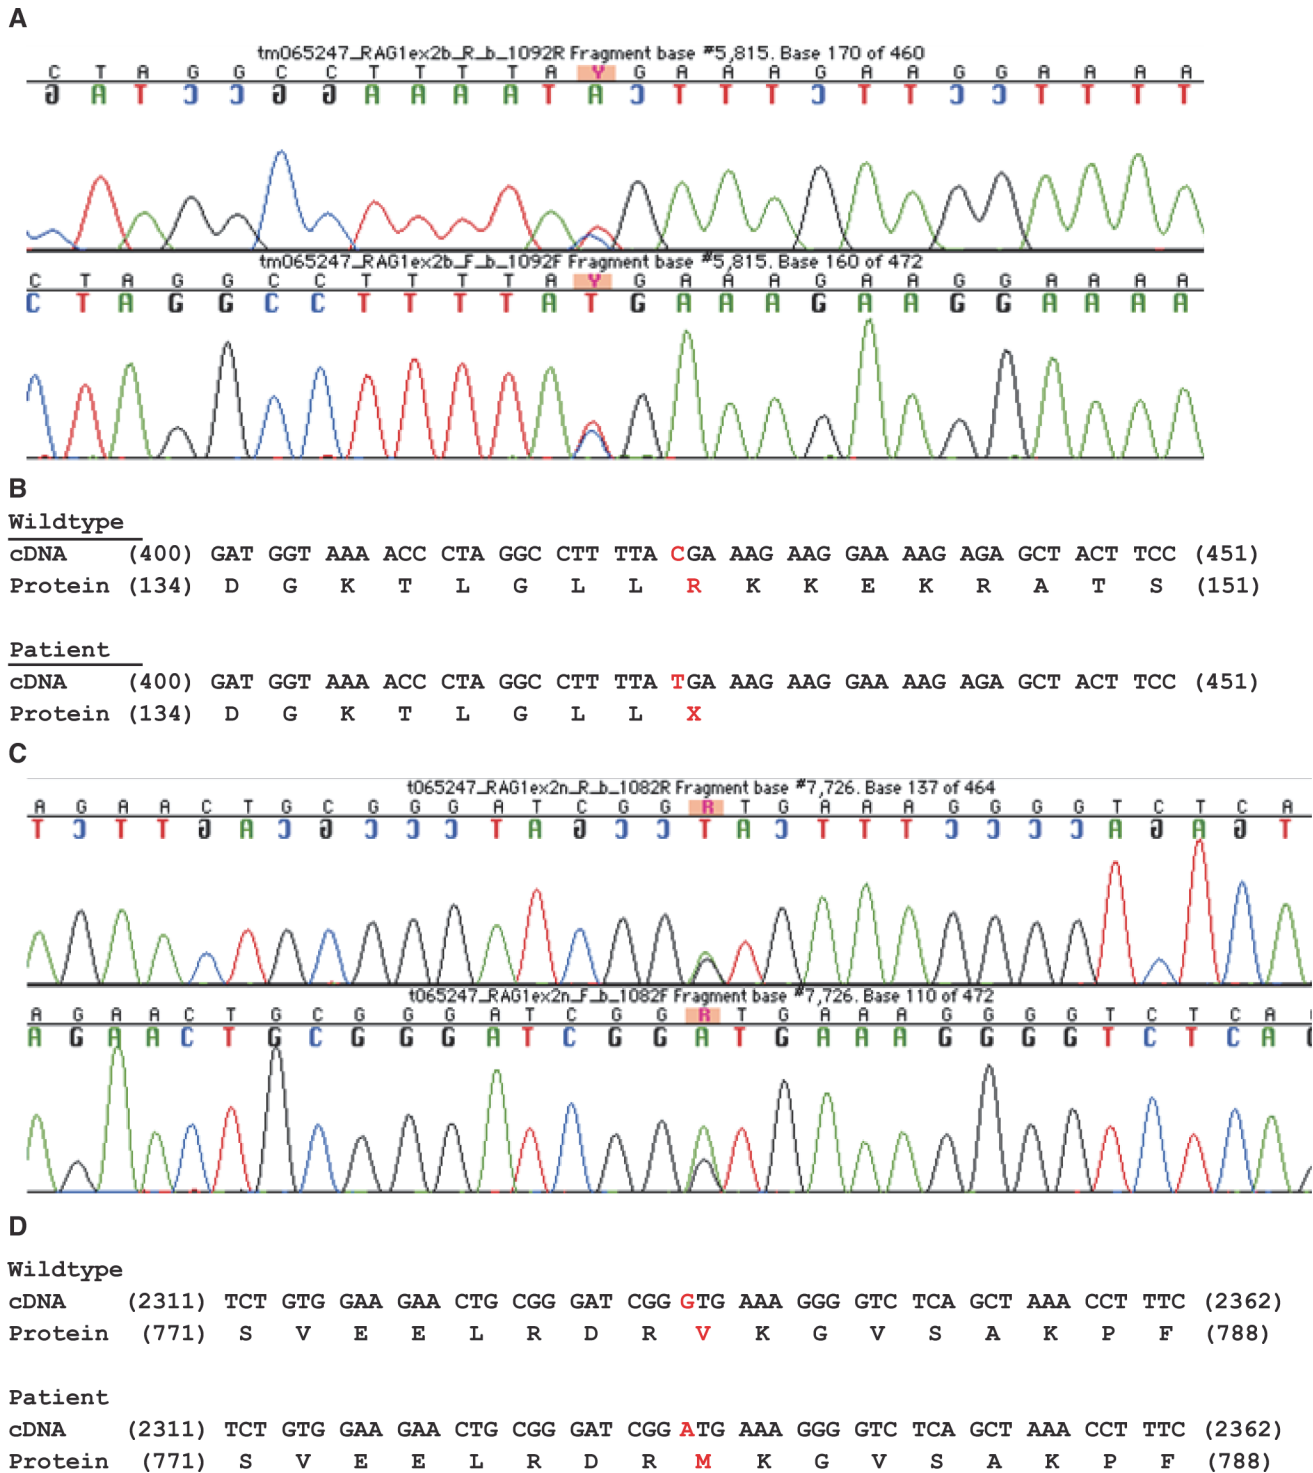 A
tm065247_RAG1ex2b_R_b_1092R Fragment base #5,815. Base 170 of 460
C T A G G C C T T T T A Y G A A A G A A G G A A A A
G A T C C G G A A A A T A C T T T C T T C C T T T T
tm065247_RAG1ex2b_F_b_1092F Fragment base #5,815. Base 160 of 472
C T A G G C C T T T T A Y G A A A G A A G G A A A A
C T A G G C C T T T T A T G A A A G A A G G A A A A
B
Wildtype
cDNA (400) GAT GGT AAA ACC CTA GGC CTT TTA CGA AAG AAG GAA AAG AGA GCT ACT TCC (451)
Protein (134) D G K T L G L L R K K E K R A T S (151)
Patient
cDNA (400) GAT GGT AAA ACC CTA GGC CTT TTA TGA AAG AAG GAA AAG AGA GCT ACT TCC (451)
Protein (134) D G K T L G L L X
C
t065247_RAG1ex2n_R_b_1082R Fragment base #7,726. Base 137 of 464
A G A A C T G C G G G A T C G G R T G A A A G G G G T C T C A
T C T T G A C G C C C T A G C C T A C T T T C C C C A G A G T
t065247_RAG1ex2n_F_b_1082F Fragment base #7,726. Base 110 of 472
A G A A C T G C G G G A T C G G R T G A A A G G G G T C T C A G
A G A A C T G C G G G A T C G G A T G A A A G G G G T C T C A G
D
Wildtype
cDNA (2311) TCT GTG GAA GAA CTG CGG GAT CGG GTG AAA GGG GTC TCA GCT AAA CCT TTC (2362)
Protein (771) S V E E L R D R V K G V S A K P F (788)
Patient
cDNA (2311) TCT GTG GAA GAA CTG CGG GAT CGG ATG AAA GGG GTC TCA GCT AAA CCT TTC (2362)
Protein (771) S V E E L R D R M K G V S A K P F (788)